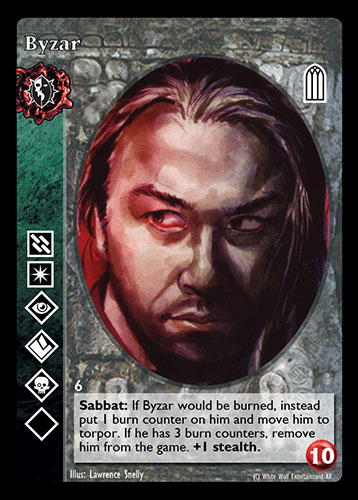 Byzar
6
Sabbat: If Byzar would be burned, instead
put 1 burn counter on him and move him to
torpor. If he has 3 burn counters, remove
him from the game. +1 stealth.
10
Illus: Lawrence Snelly
(C) White Wolf Entertainment AB